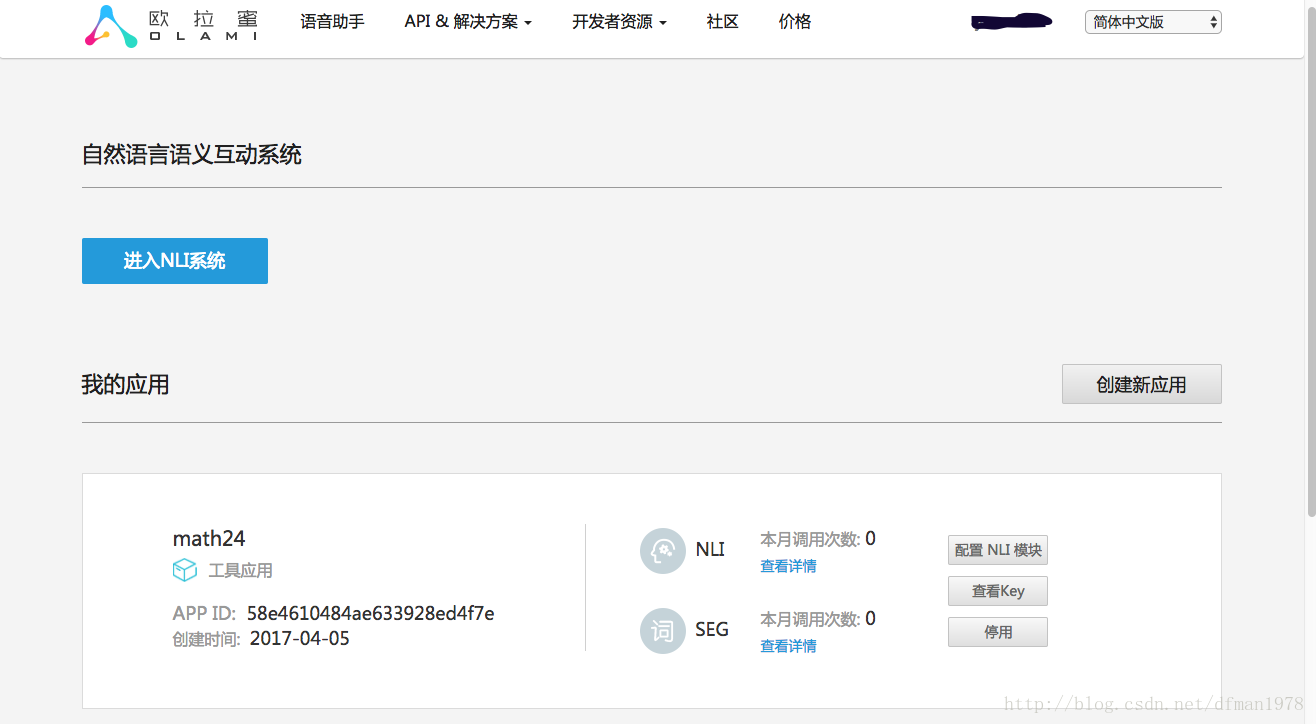 欧拉蜜
OLAMI
语音助手 API & 解决方案 开发者资源 社区 价格 简体中文版
自然语言语义互动系统
进入NLI系统
我的应用 创建新应用
math24
工具应用
APP ID: 58e4610484ae633928ed4f7e
创建时间: 2017-04-05
NLI 本月调用次数: 0
查看详情
词 SEG 本月调用次数: 0
查看详情
配置 NLI 模块
查看Key
停用
http://blog.csdn.net/dfman1978